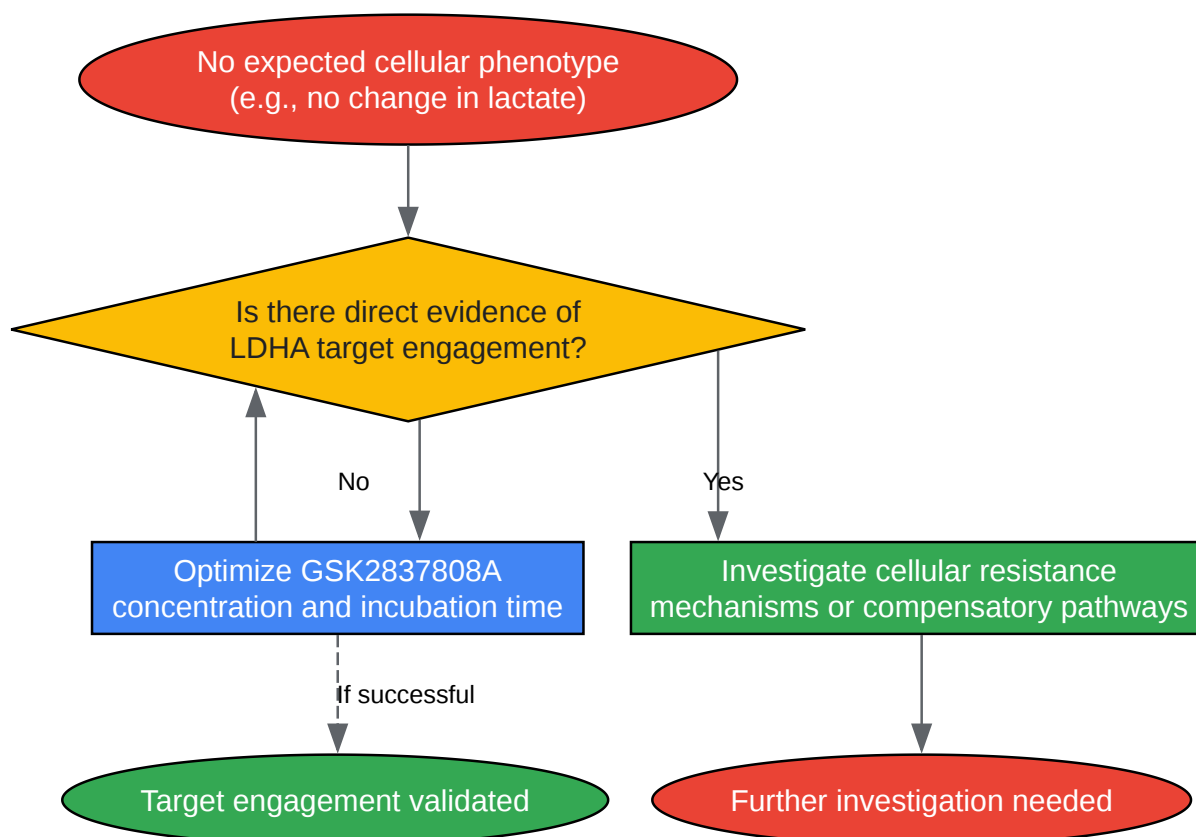 No expected cellular phenotype
(e.g., no change in lactate)
Is there direct evidence of
LDHA target engagement?
No
Yes
Optimize GSK2837808A
concentration and incubation time
Investigate cellular resistance
mechanisms or compensatory pathways
If successful
Target engagement validated
Further investigation needed